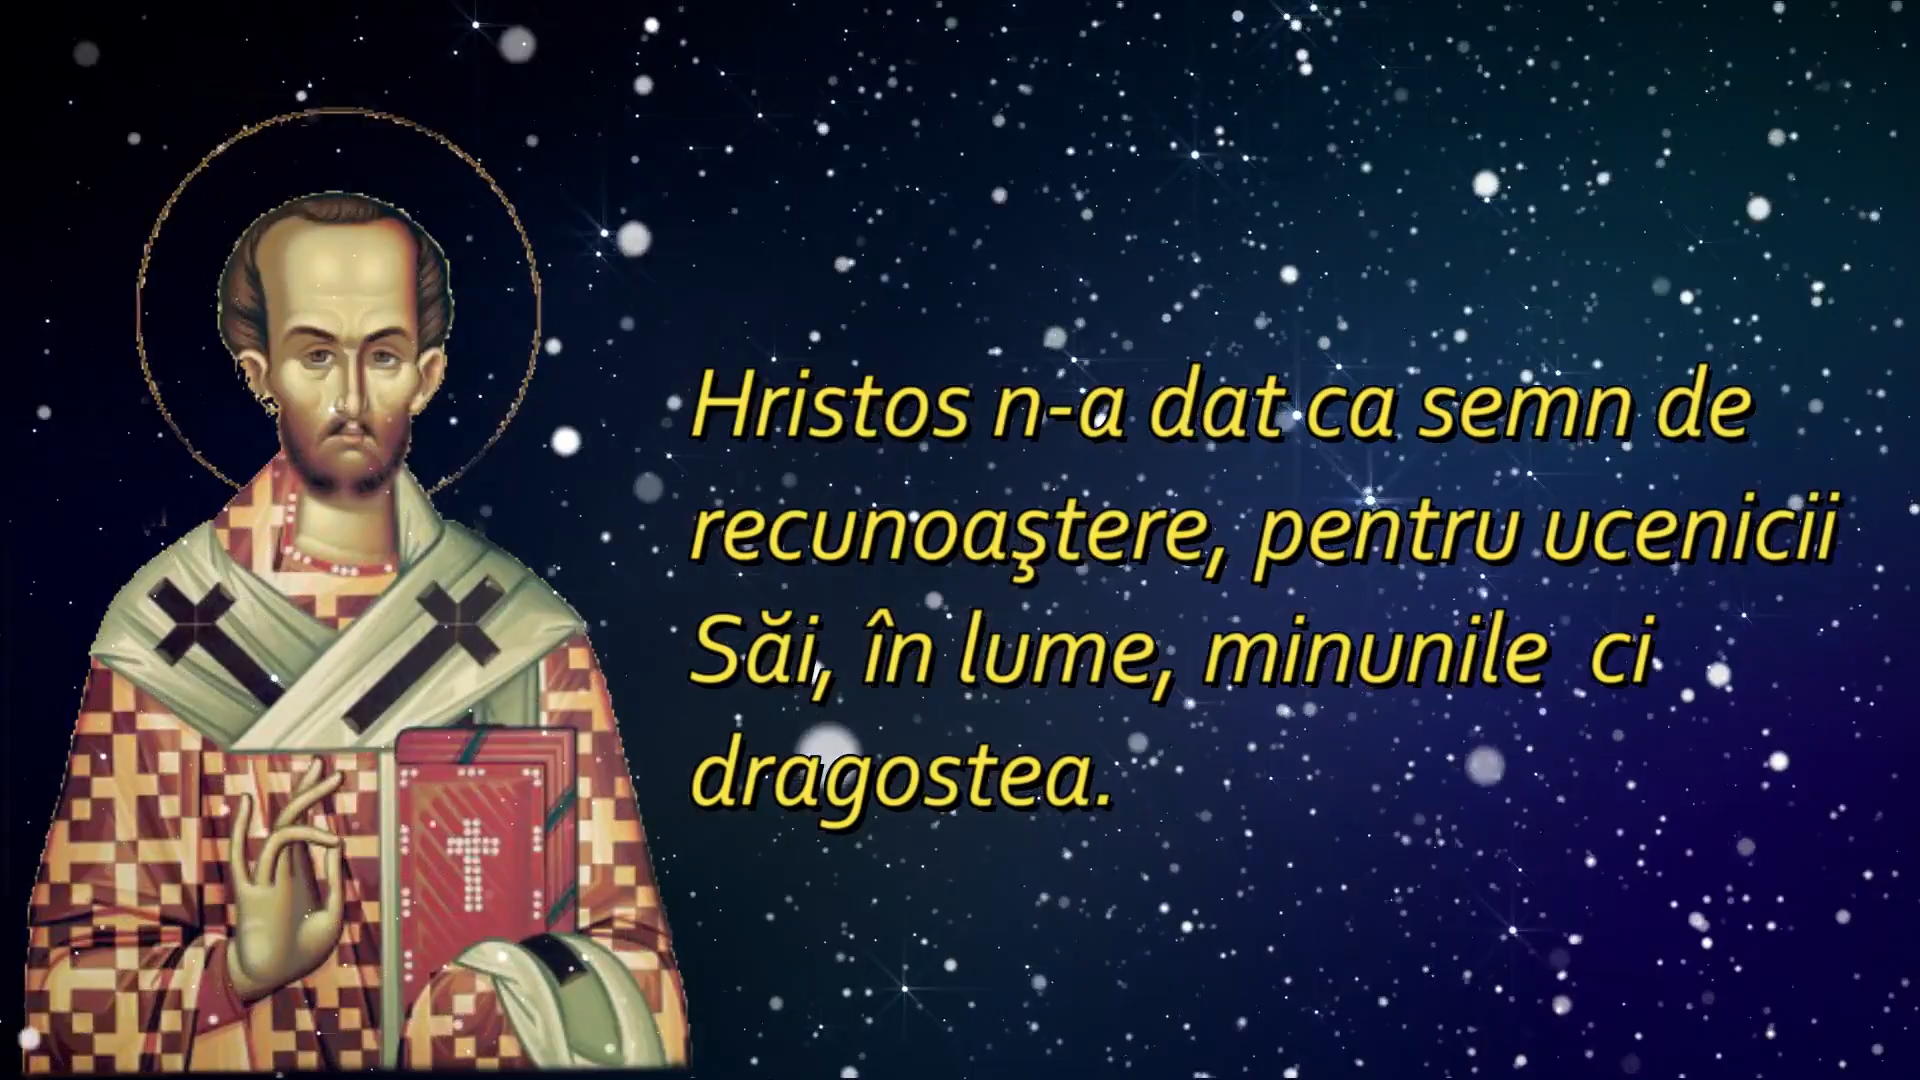 Hristos n-a dat ca semn de
recunoaştere, pentru ucenicii
Săi, în lume, minunile ci
dragostea.